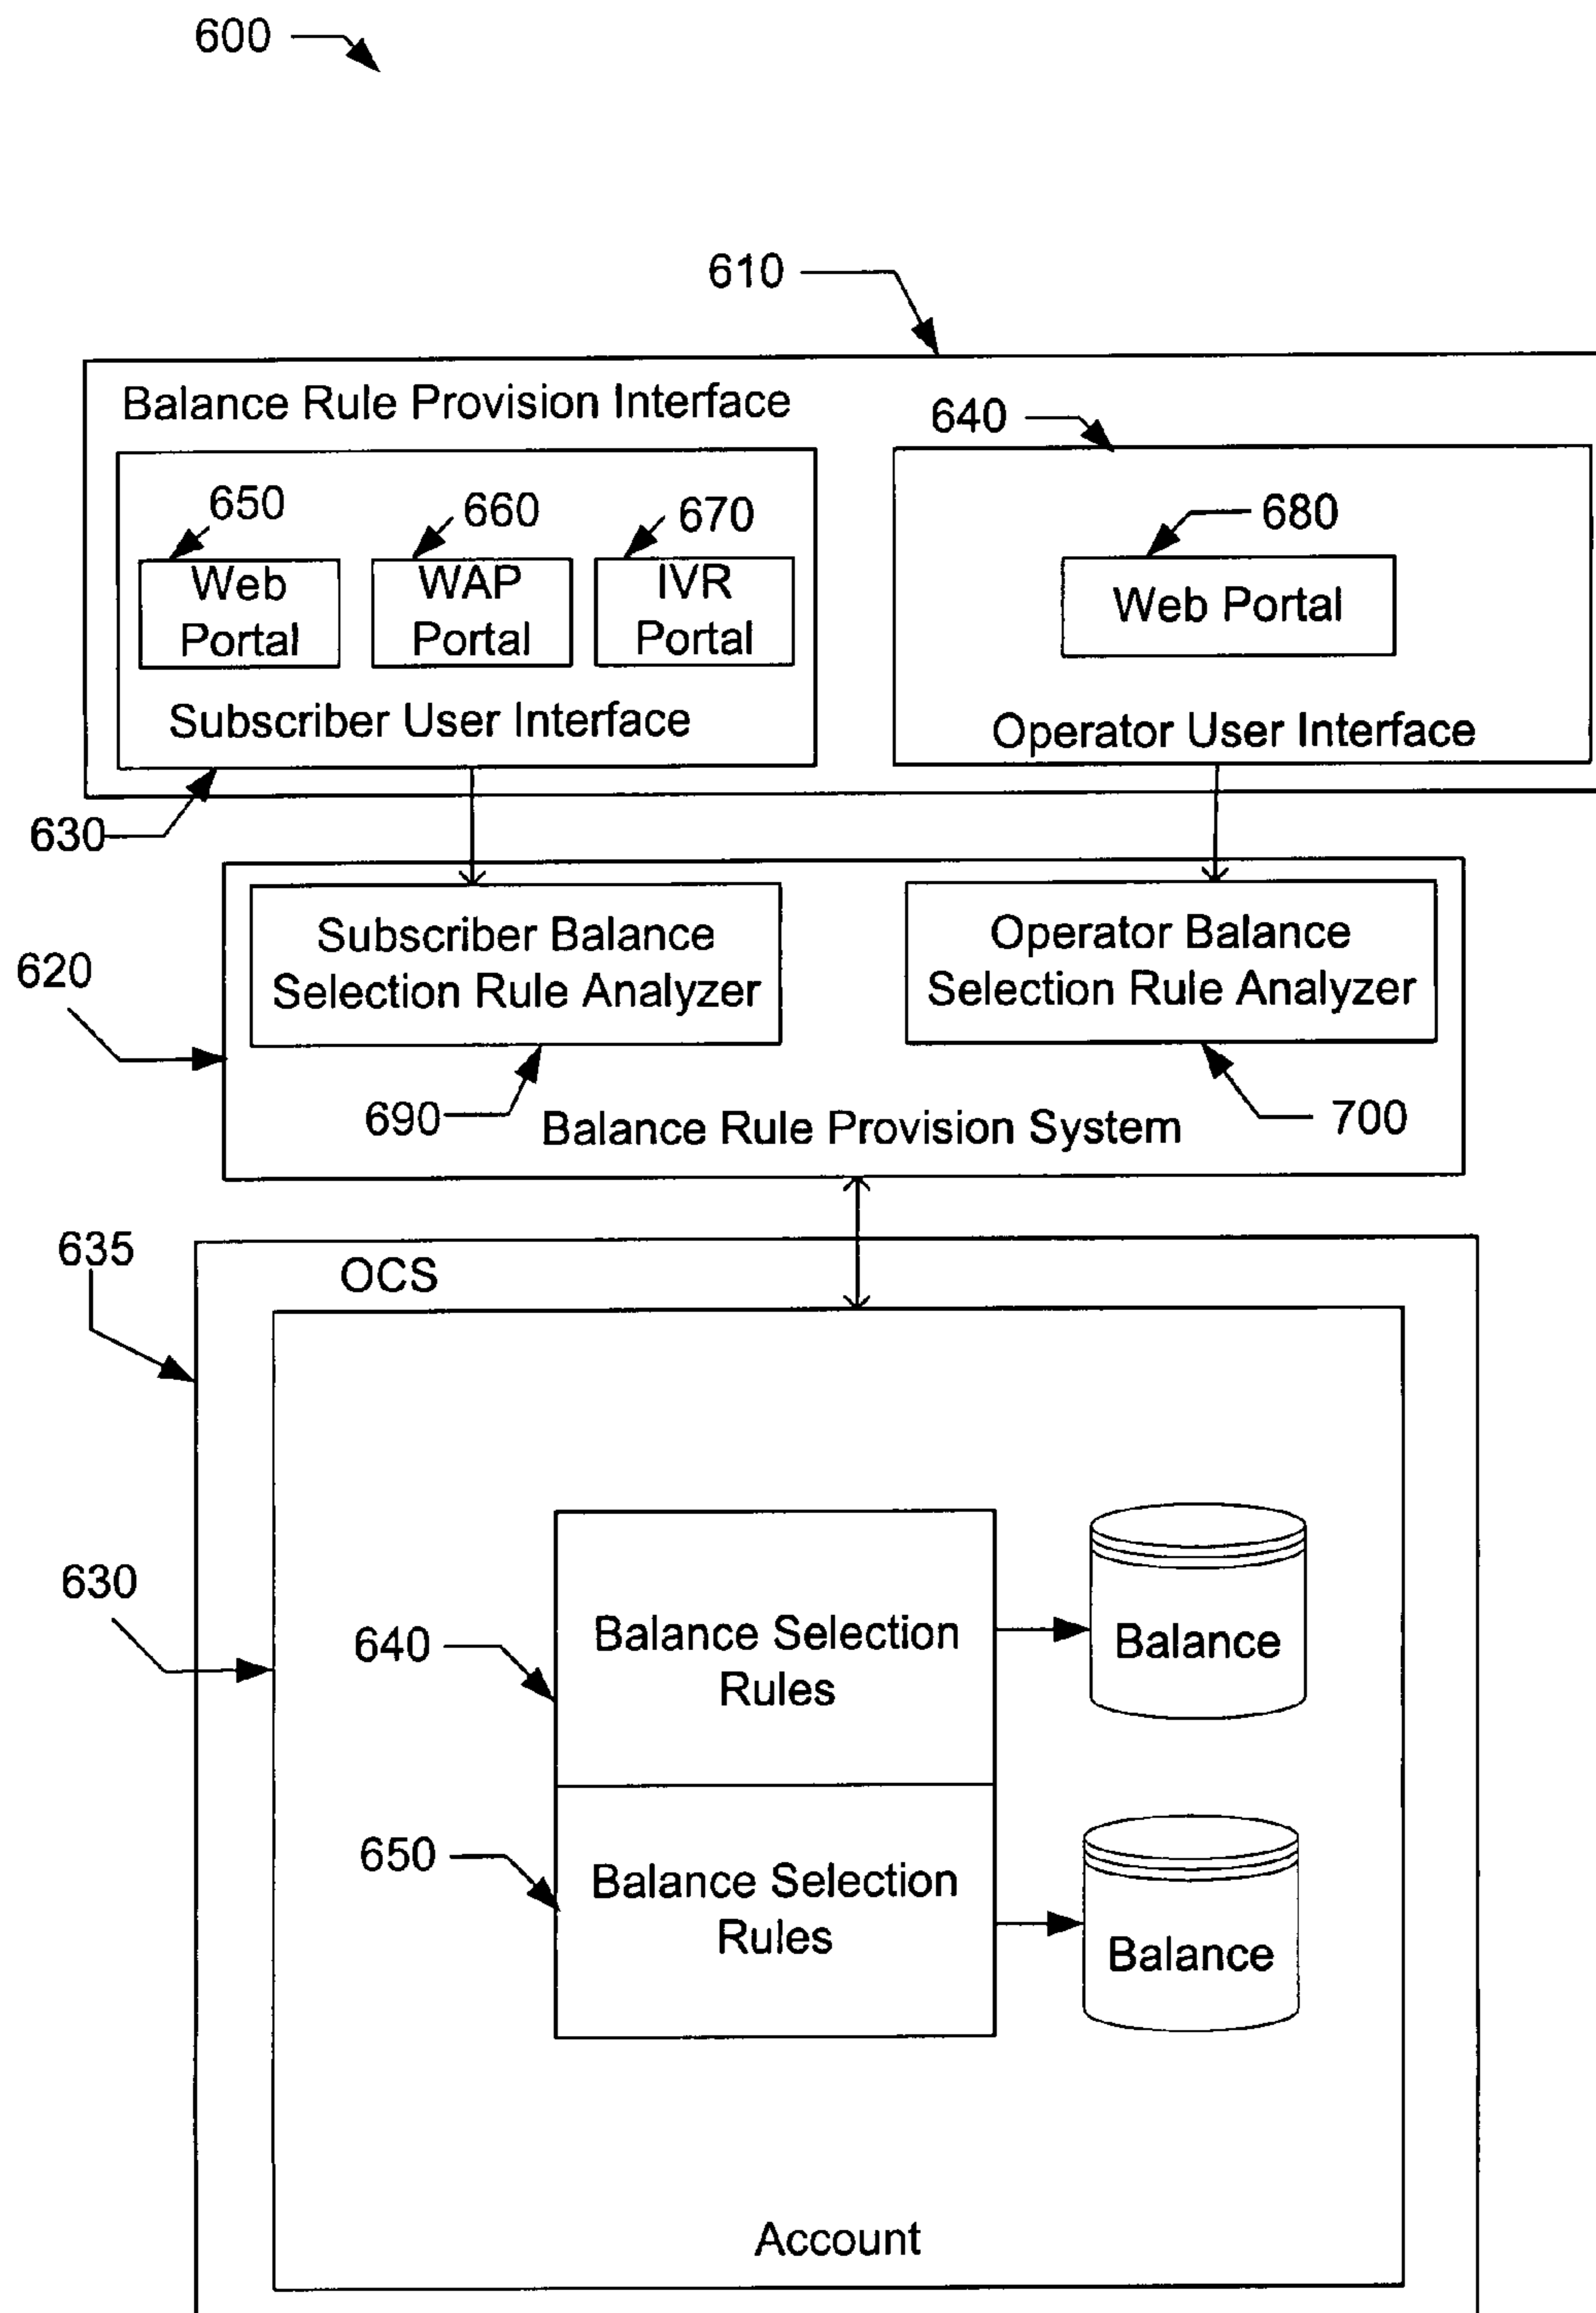 600
610
Balance Rule Provision Interface
640
650
660
670
680
Web
Portal
WAP
Portal
IVR
Portal
Web Portal
Subscriber User Interface
Operator User Interface
630
Subscriber Balance
Selection Rule Analyzer
Operator Balance
Selection Rule Analyzer
620
690
700
Balance Rule Provision System
635
OCS
630
640
Balance Selection
Rules
Balance
650
Balance Selection
Rules
Balance
Account